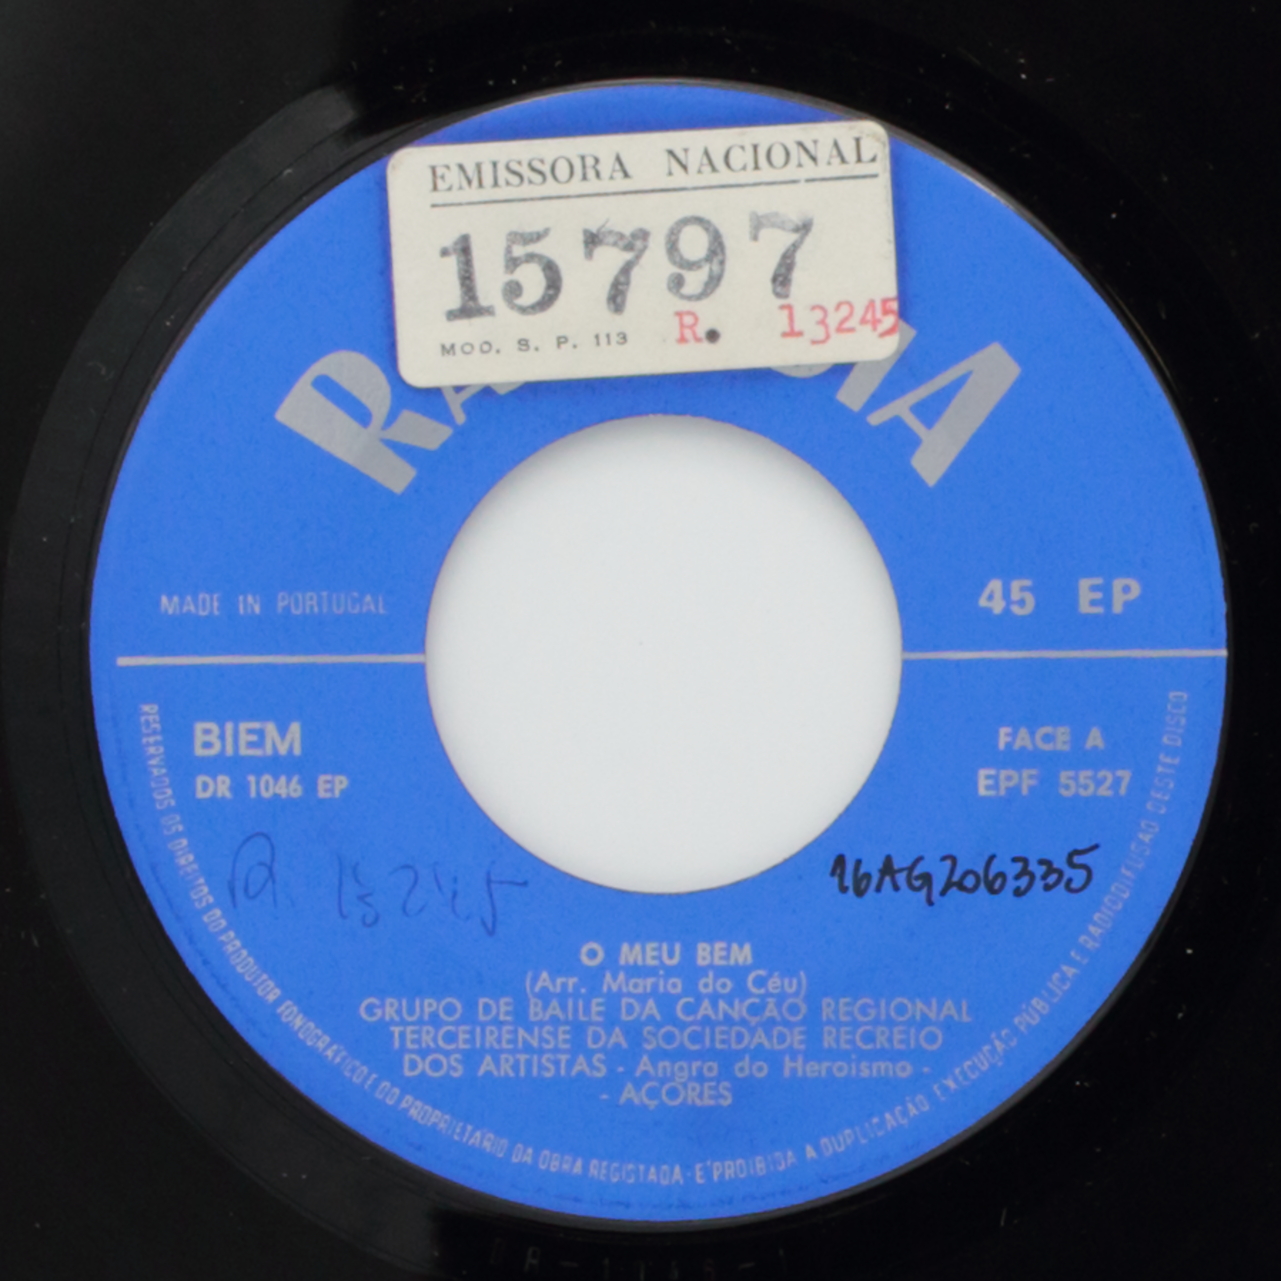 EMISSORA NACIONAL
15797
MOD. S. P. 113 R. 13245
MADE IN PORTUGAL
45 EP
BIEM
DR 1046 EP
FACE A
EPF 5527
R. 13245
16AG206335
O MEU BEM
(Arr. Maria do Céu)
GRUPO DE BAILE DA CANÇÃO REGIONAL
TERCEIRENSE DA SOCIEDADE RECREIO
DOS ARTISTAS - Angra do Heroismo -
- AÇORES
RESERVADOS OS DIREITOS DO PRODUTOR FONOGRÁFICO E DO PROPRIETÁRIO DA OBRA REGISTADA · E' PROIBIDA A DUPLICAÇÃO EXECUÇÃO PÚBLICA E RADIODIFUSÃO DESTE DISCO